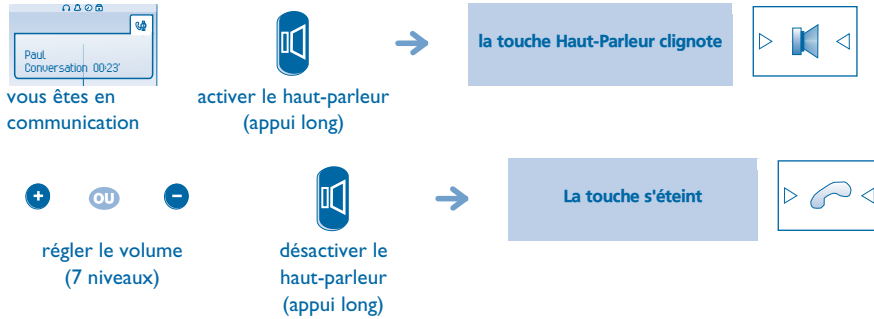 Paul
Conversation 00:23'
vous êtes en
communication
activer le haut-parleur
(appui long)
la touche Haut-Parleur clignote
OU
régler le volume
(7 niveaux)
désactiver le
haut-parleur
(appui long)
La touche s'éteint